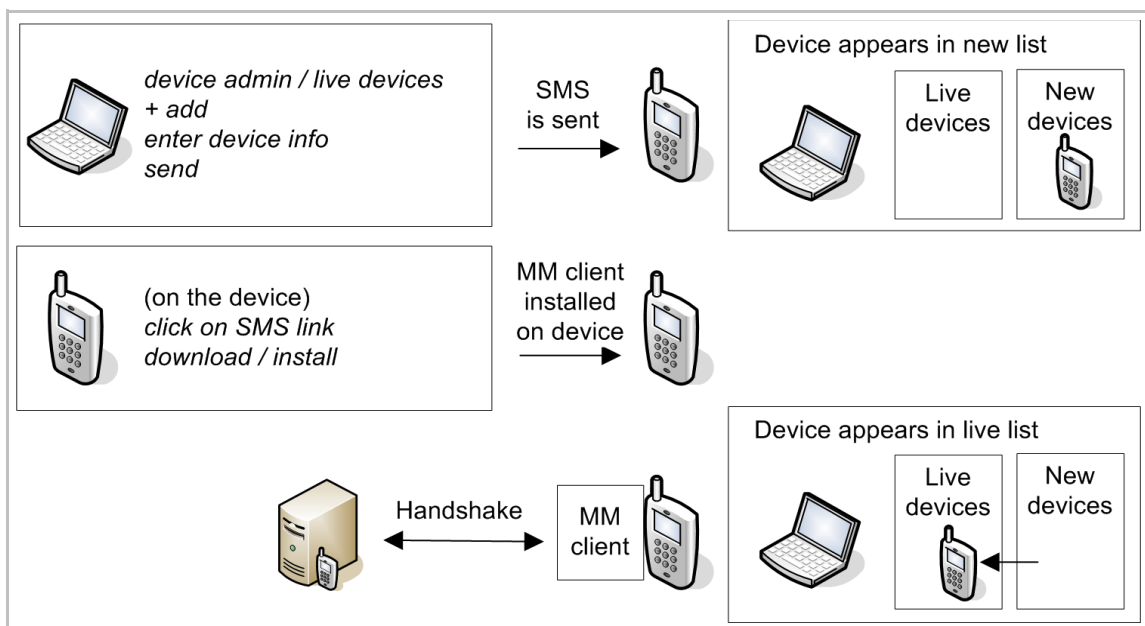 device admin / live devices
+ add
enter device info
send
SMS
is sent
Device appears in new list
Live
devices
New
devices
(on the device)
click on SMS link
download / install
MM client
installed
on device
Handshake
MM
client
Device appears in live list
Live
devices
New
devices